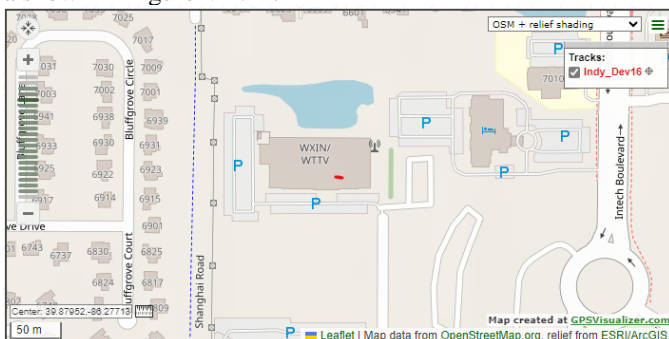 OSM + relief shading
Tracks:
Indy_Dev16
7025
7017
7030
7009
7002
7001
6938
6939
6930
6931
6922
6925
6914
6915
6901
6743
6737
6830
6825
6824
6817
7010
6917
6933
6925
Bluffgrove Circle
WXIN/
WTTV
P
P
P
P
P
P
P
Intech Boulevard
Shanghai Road
ve Drive
uffgrove Court
Center: 39.87952,-86.27713
50 m
Map created at GPSVisualizer.com
Leaflet | Map data from OpenStreetMap.org, relief from ESRI/ArcGIS